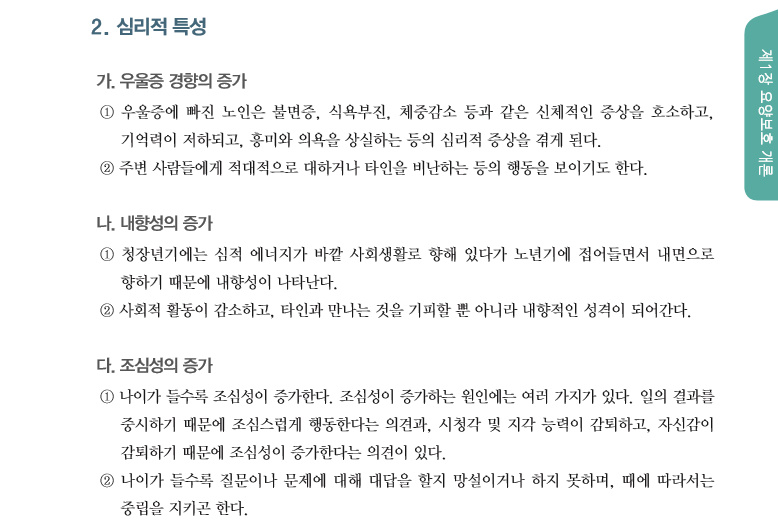 2. 심리적 특성
가. 우울증 경향의 증가
① 우울증에 빠진 노인은 불면증, 식욕부진, 체중감소 등과 같은 신체적인 증상을 호소하고,
기억력이 저하되고, 흥미와 의욕을 상실하는 등의 심리적 증상을 겪게 된다.
② 주변 사람들에게 적대적으로 대하거나 타인을 비난하는 등의 행동을 보이기도 한다.
나. 내향성의 증가
① 청장년기에는 심적 에너지가 바깥 사회생활로 향해 있다가 노년기에 접어들면서 내면으로
향하기 때문에 내향성이 나타난다.
② 사회적 활동이 감소하고, 타인과 만나는 것을 기피할 뿐 아니라 내향적인 성격이 되어간다.
다. 조심성의 증가
① 나이가 들수록 조심성이 증가한다. 조심성이 증가하는 원인에는 여러 가지가 있다. 일의 결과를
중시하기 때문에 조심스럽게 행동한다는 의견과, 시청각 및 지각 능력이 감퇴하고, 자신감이
감퇴하기 때문에 조심성이 증가한다는 의견이 있다.
② 나이가 들수록 질문이나 문제에 대해 대답을 할지 망설이거나 하지 못하며, 때에 따라서는
중립을 지키곤 한다.
제1장 요양보호 개론